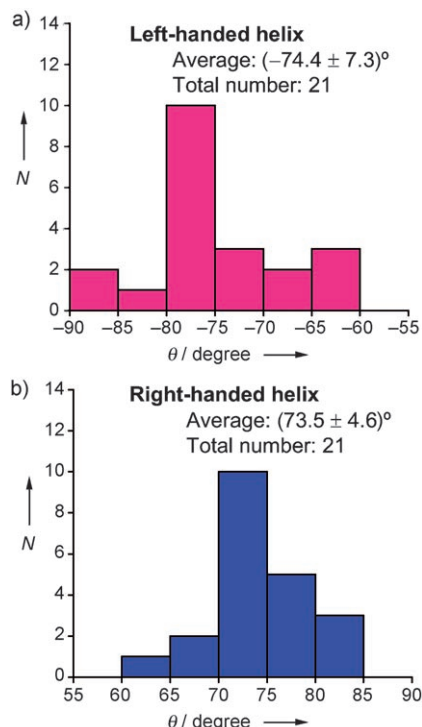 a)
Left-handed helix
Average: (−74.4 ± 7.3)º
Total number: 21
14
12
10
8
6
4
2
0
N
−90
−85
−80
−75
−70
−65
−60
−55
θ / degree
b)
Right-handed helix
Average: (73.5 ± 4.6)º
Total number: 21
14
12
10
8
6
4
2
0
N
55
60
65
70
75
80
85
90
θ / degree